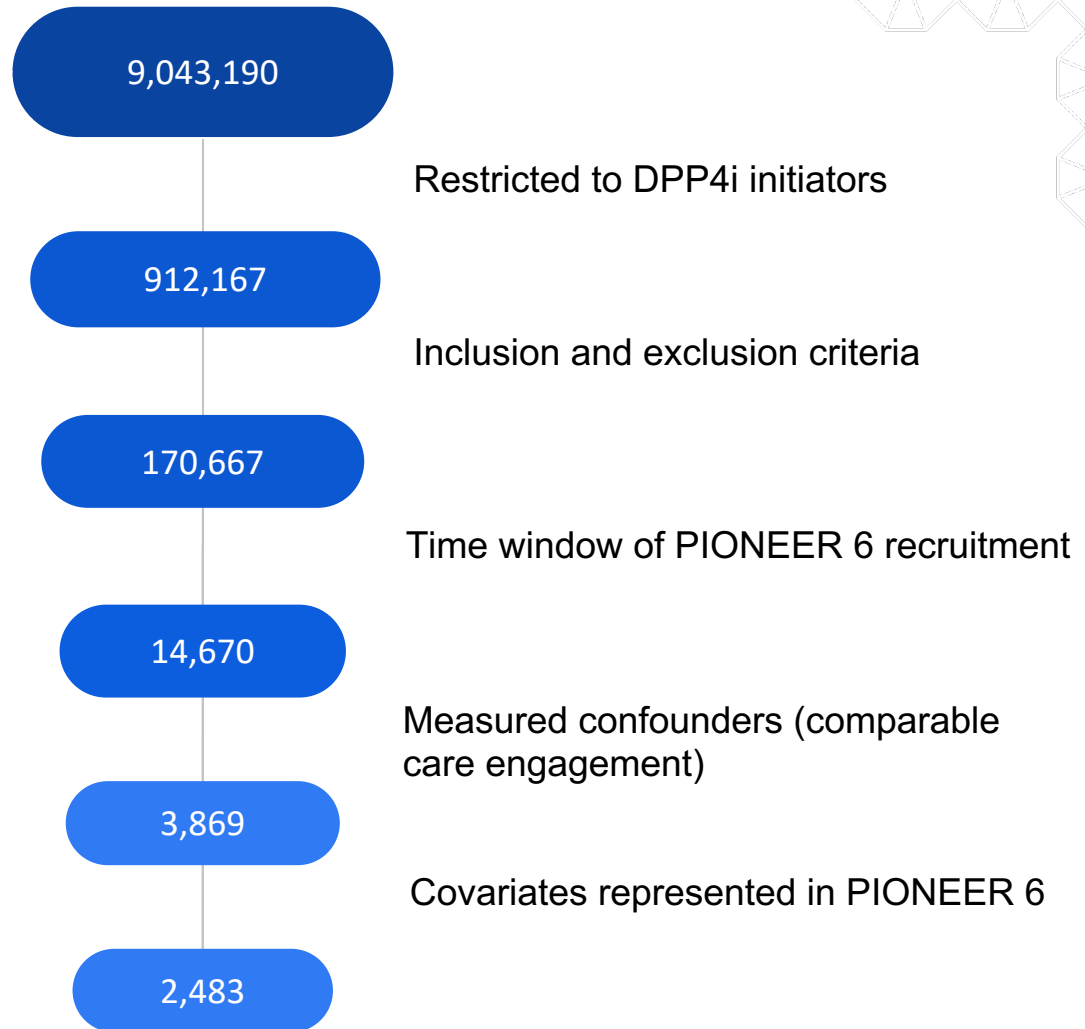 9,043,190
Restricted to DPP4i initiators
912,167
Inclusion and exclusion criteria
170,667
Time window of PIONEER 6 recruitment
14,670
Measured confounders (comparable
care engagement)
3,869
Covariates represented in PIONEER 6
2,483